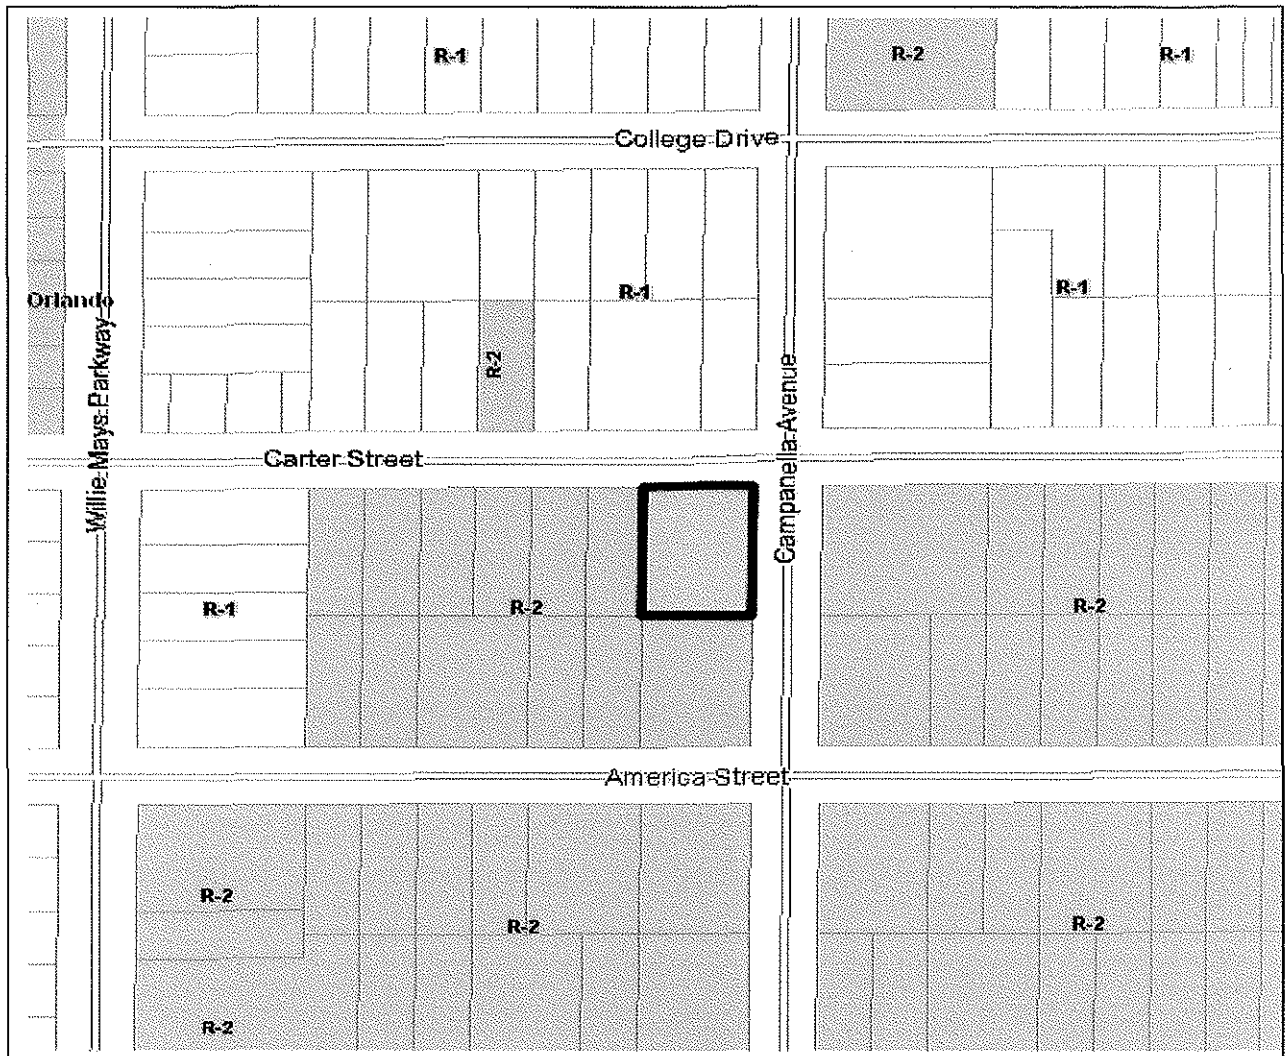 R-1
R-2
R-1
College Drive
R-1
R-1
Orlando
R-2
Willie Mays Parkway
Campanella Avenue
Carter Street
R-1
R-2
R-2
America Street
R-2
R-2
R-2
R-2